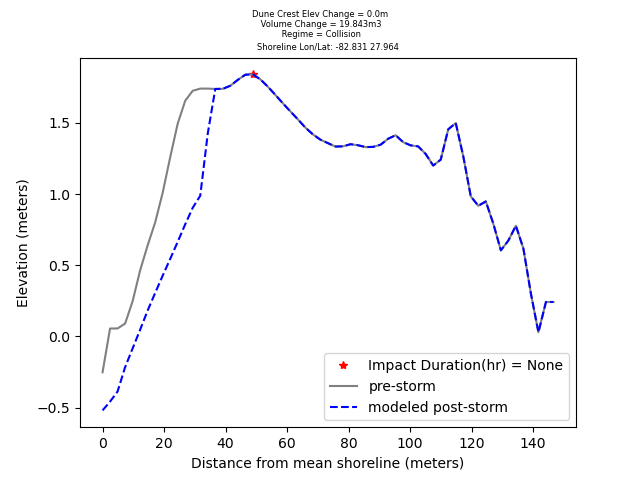 Dune Crest Elev Change = 0.0m
Volume Change = 19.843m3
Regime = Collision
Shoreline Lon/Lat: -82.831 27.964
Elevation (meters)
1.5
1.0
0.5
0.0
−0.5
Impact Duration(hr) = None
pre-storm
modeled post-storm
0 20 40 60 80 100 120 140
Distance from mean shoreline (meters)